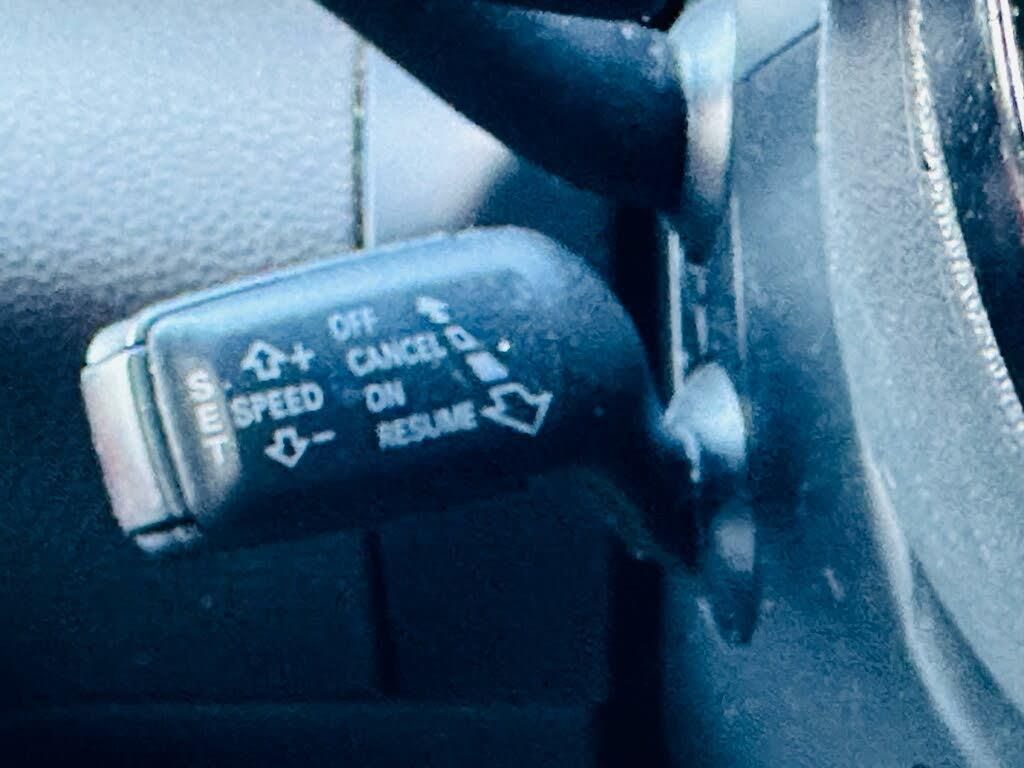 SET
+
SPEED
-
OFF
CANCEL
ON
RESUME